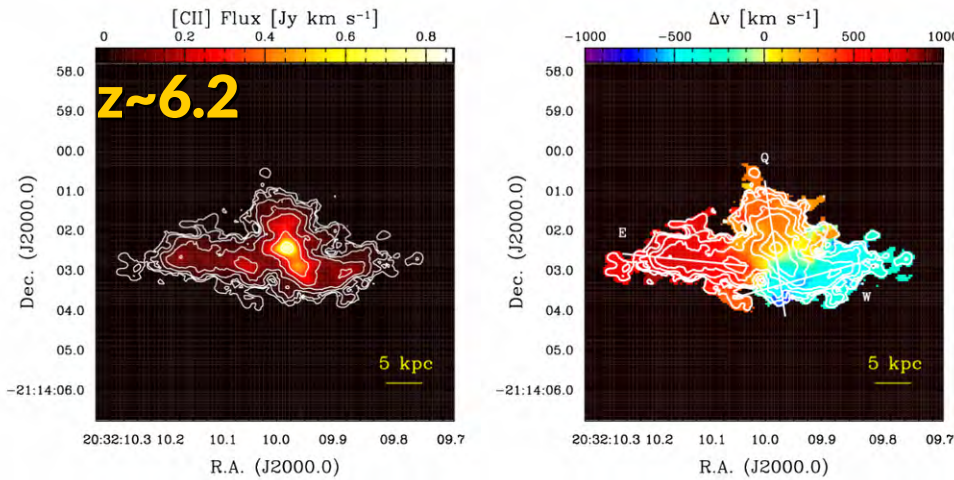 [CII] Flux [Jy km s⁻¹]
0 0.2 0.4 0.6 0.8
z~6.2
58.0
59.0
00.0
01.0
02.0
03.0
04.0
05.0
-21:14:06.0
Dec. (J2000.0)
5 kpc
20:32:10.3 10.2 10.1 10.0 09.9 09.8 09.7
R.A. (J2000.0)
Δv [km s⁻¹]
-1000 -500 0 500 1000
58.0
59.0
00.0
01.0
02.0
03.0
04.0
05.0
-21:14:06.0
Dec. (J2000.0)
Q
E
W
5 kpc
20:32:10.3 10.2 10.1 10.0 09.9 09.8 09.7
R.A. (J2000.0)